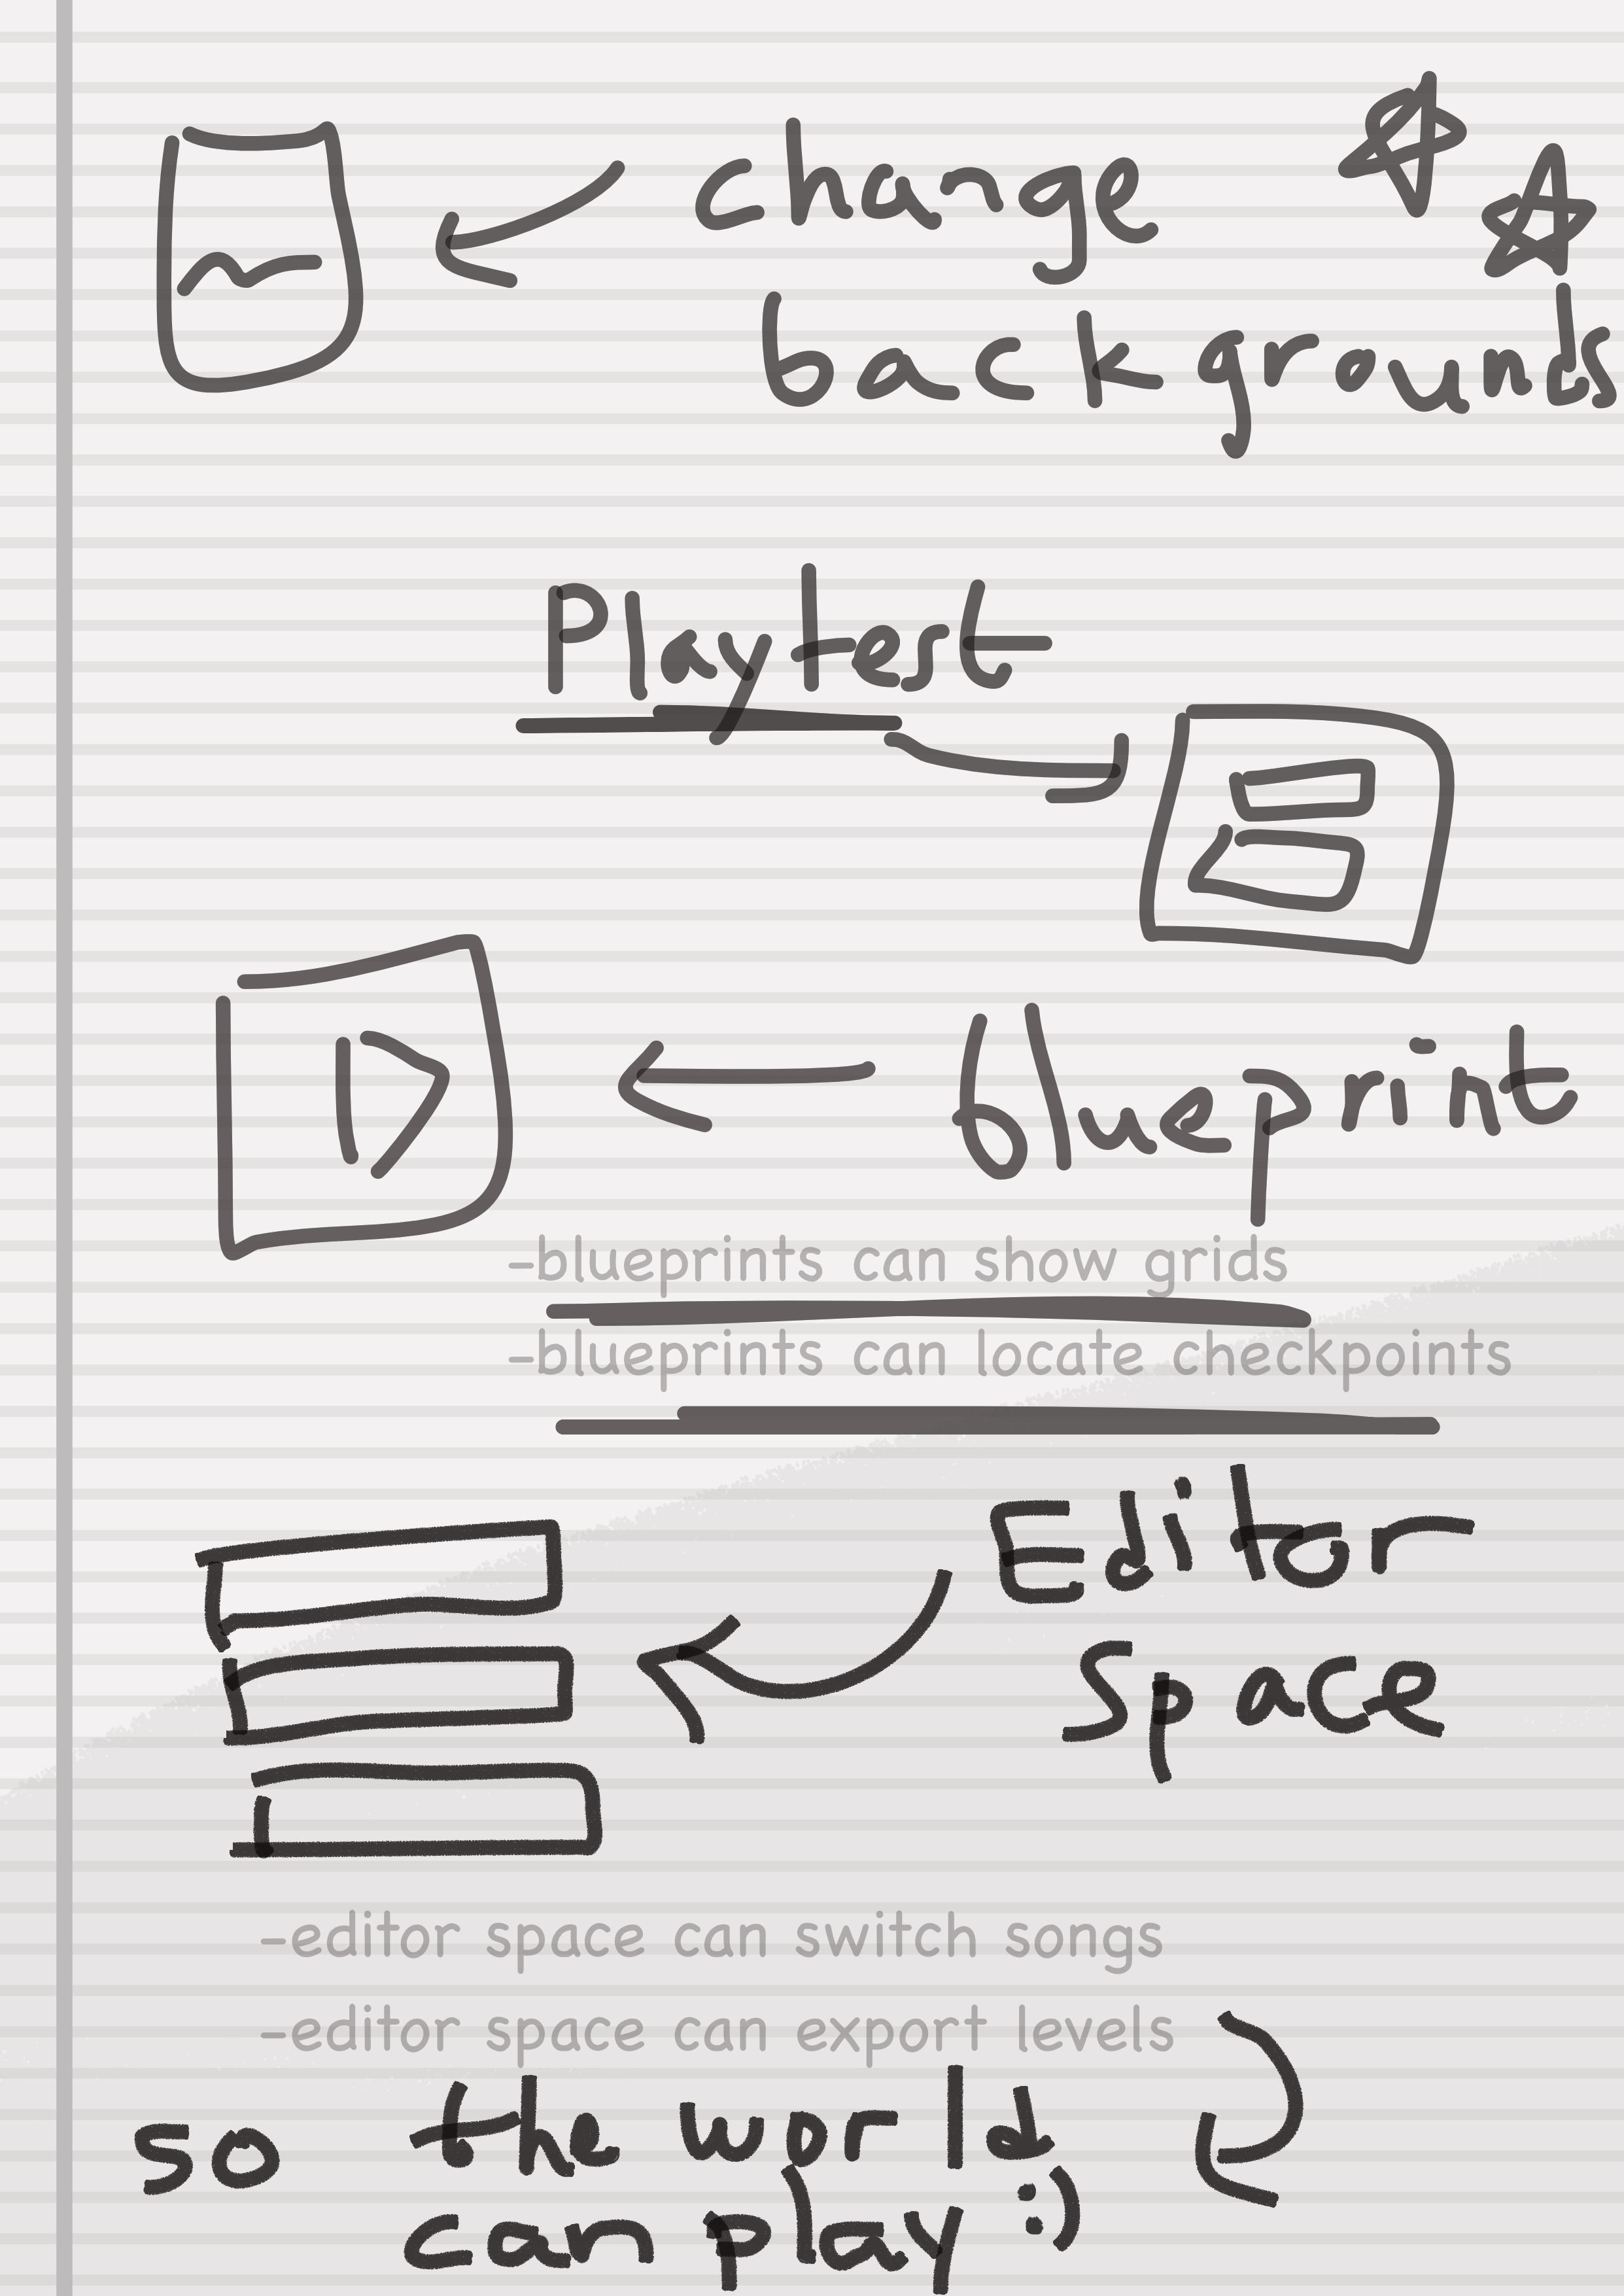 change
backgrounds
Playtest
blueprint
-blueprints can show grids
-blueprints can locate checkpoints
Editor
Space
-editor space can switch songs
-editor space can export levels
so the world
can play :)